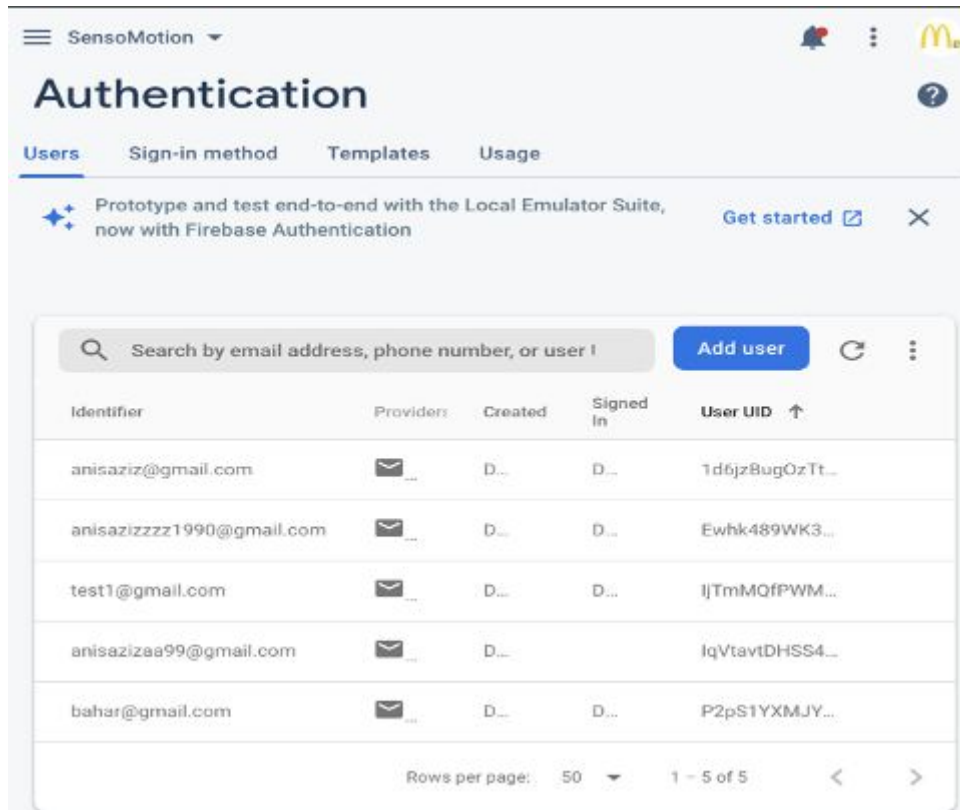 SensoMotion
Authentication
Users Sign-in method Templates Usage
Prototype and test end-to-end with the Local Emulator Suite,
now with Firebase Authentication
Get started
Search by email address, phone number, or user
Add user
Identifier Providers Created Signed In User UID
anisaziz@gmail.com ... D... D... 1d6jzBugOzTt...
anisazizzzz1990@gmail.com ... D... D... Ewhk489WK3...
test1@gmail.com ... D... D... IjTmMQfPWM...
anisazizaa99@gmail.com ... D... IqVtavtDHSS4...
bahar@gmail.com ... D... D... P2pS1YXMJY...
Rows per page: 50 1 – 5 of 5